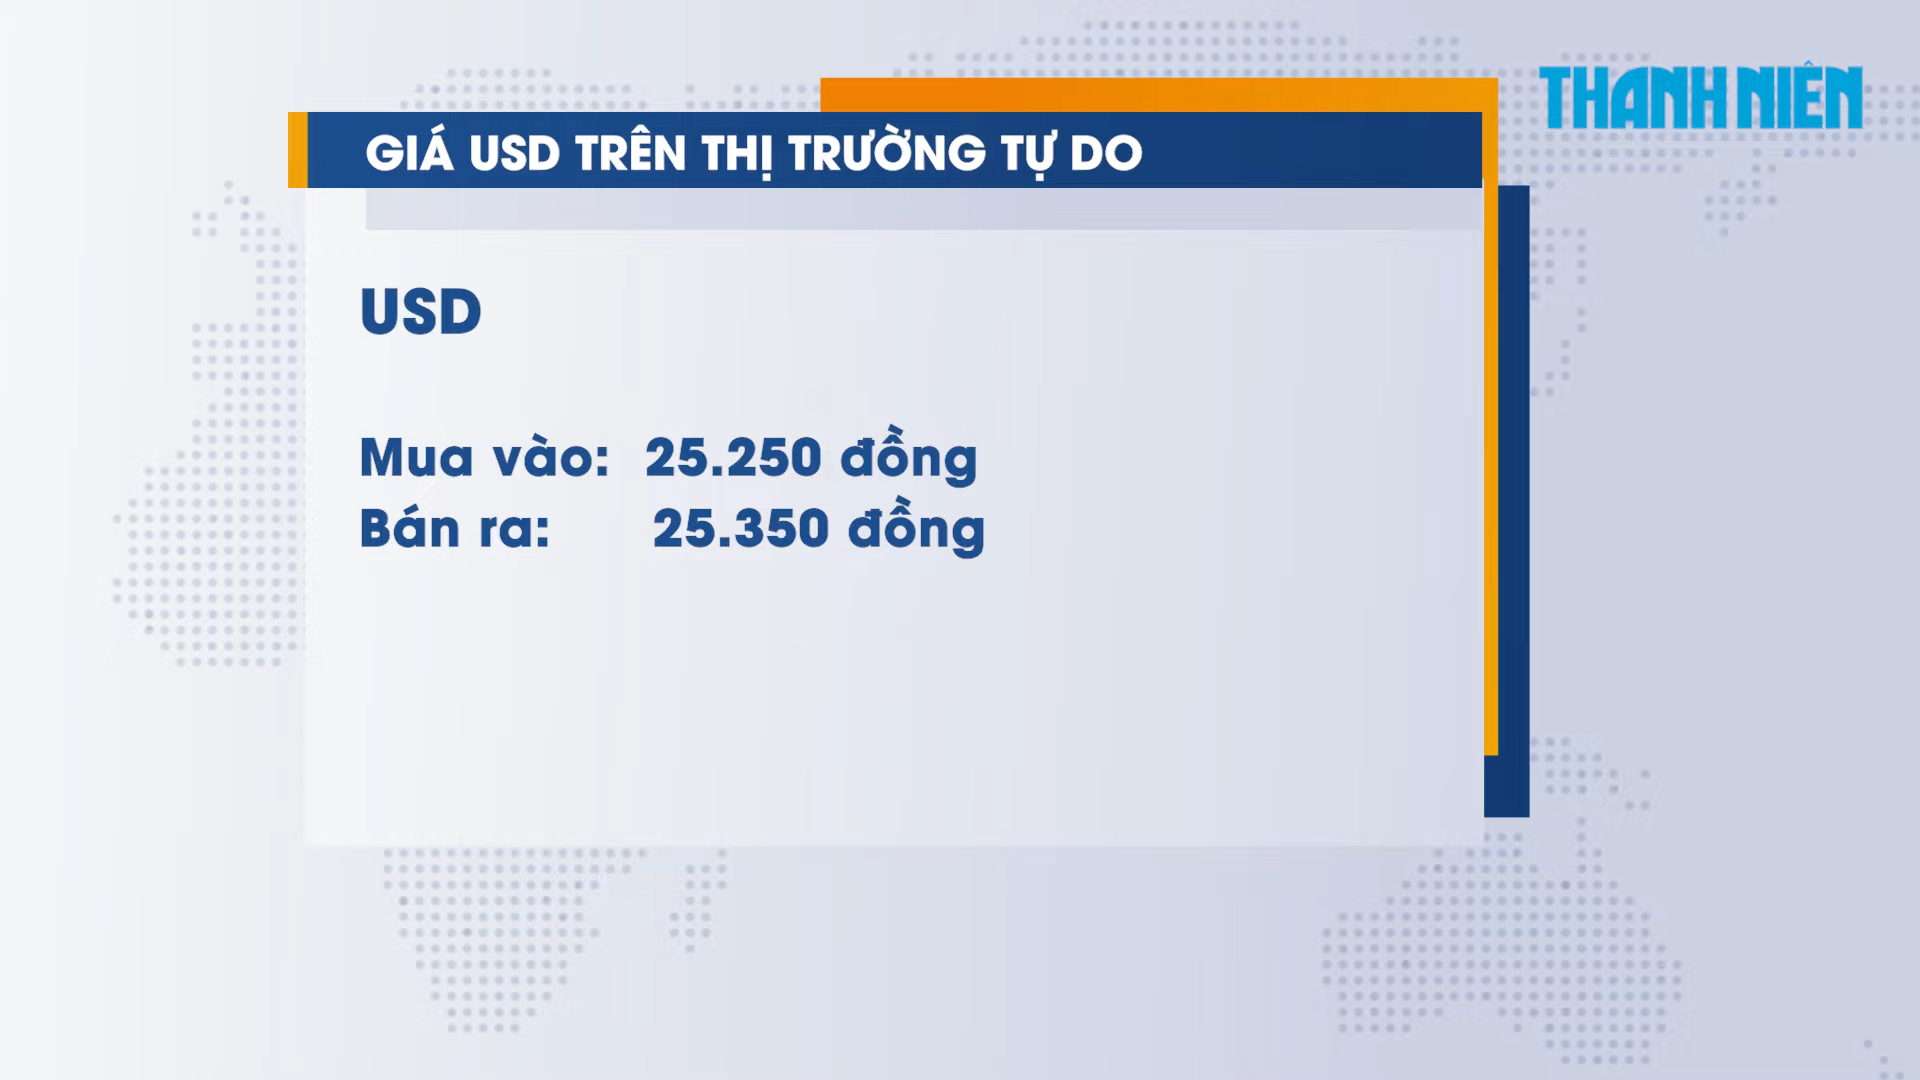 THANH NIÊN
GIÁ USD TRÊN THỊ TRƯỜNG TỰ DO
USD
Mua vào: 25.250 đồng
Bán ra: 25.350 đồng